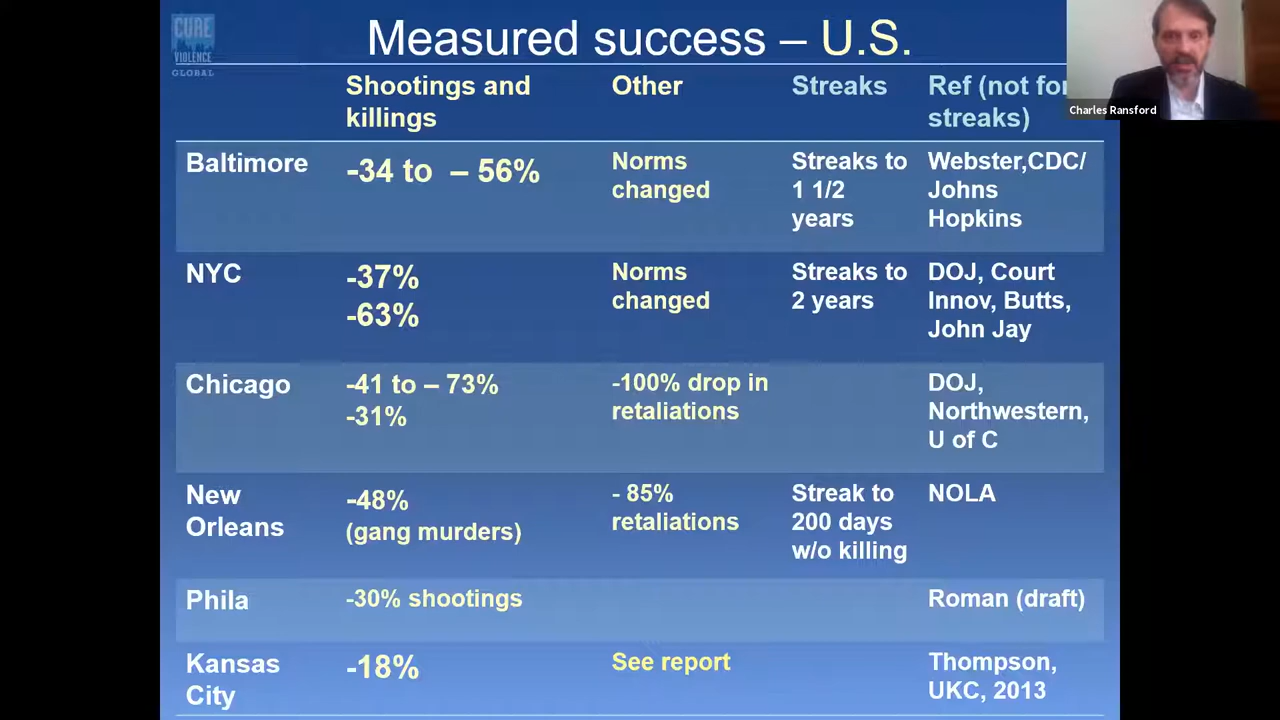 CURE
VIOLENCE
GLOBAL
Measured success – U.S.
Charles Ransford
Shootings and
killings
Other
Streaks
Ref (not for
streaks)
Baltimore
-34 to – 56%
Norms
changed
Streaks to
1 1/2
years
Webster,CDC/
Johns
Hopkins
NYC
-37%
-63%
Norms
changed
Streaks to
2 years
DOJ, Court
Innov, Butts,
John Jay
Chicago
-41 to – 73%
-31%
-100% drop in
retaliations
DOJ,
Northwestern,
U of C
New
Orleans
-48%
(gang murders)
- 85%
retaliations
Streak to
200 days
w/o killing
NOLA
Phila
-30% shootings
Roman (draft)
Kansas
City
-18%
See report
Thompson,
UKC, 2013